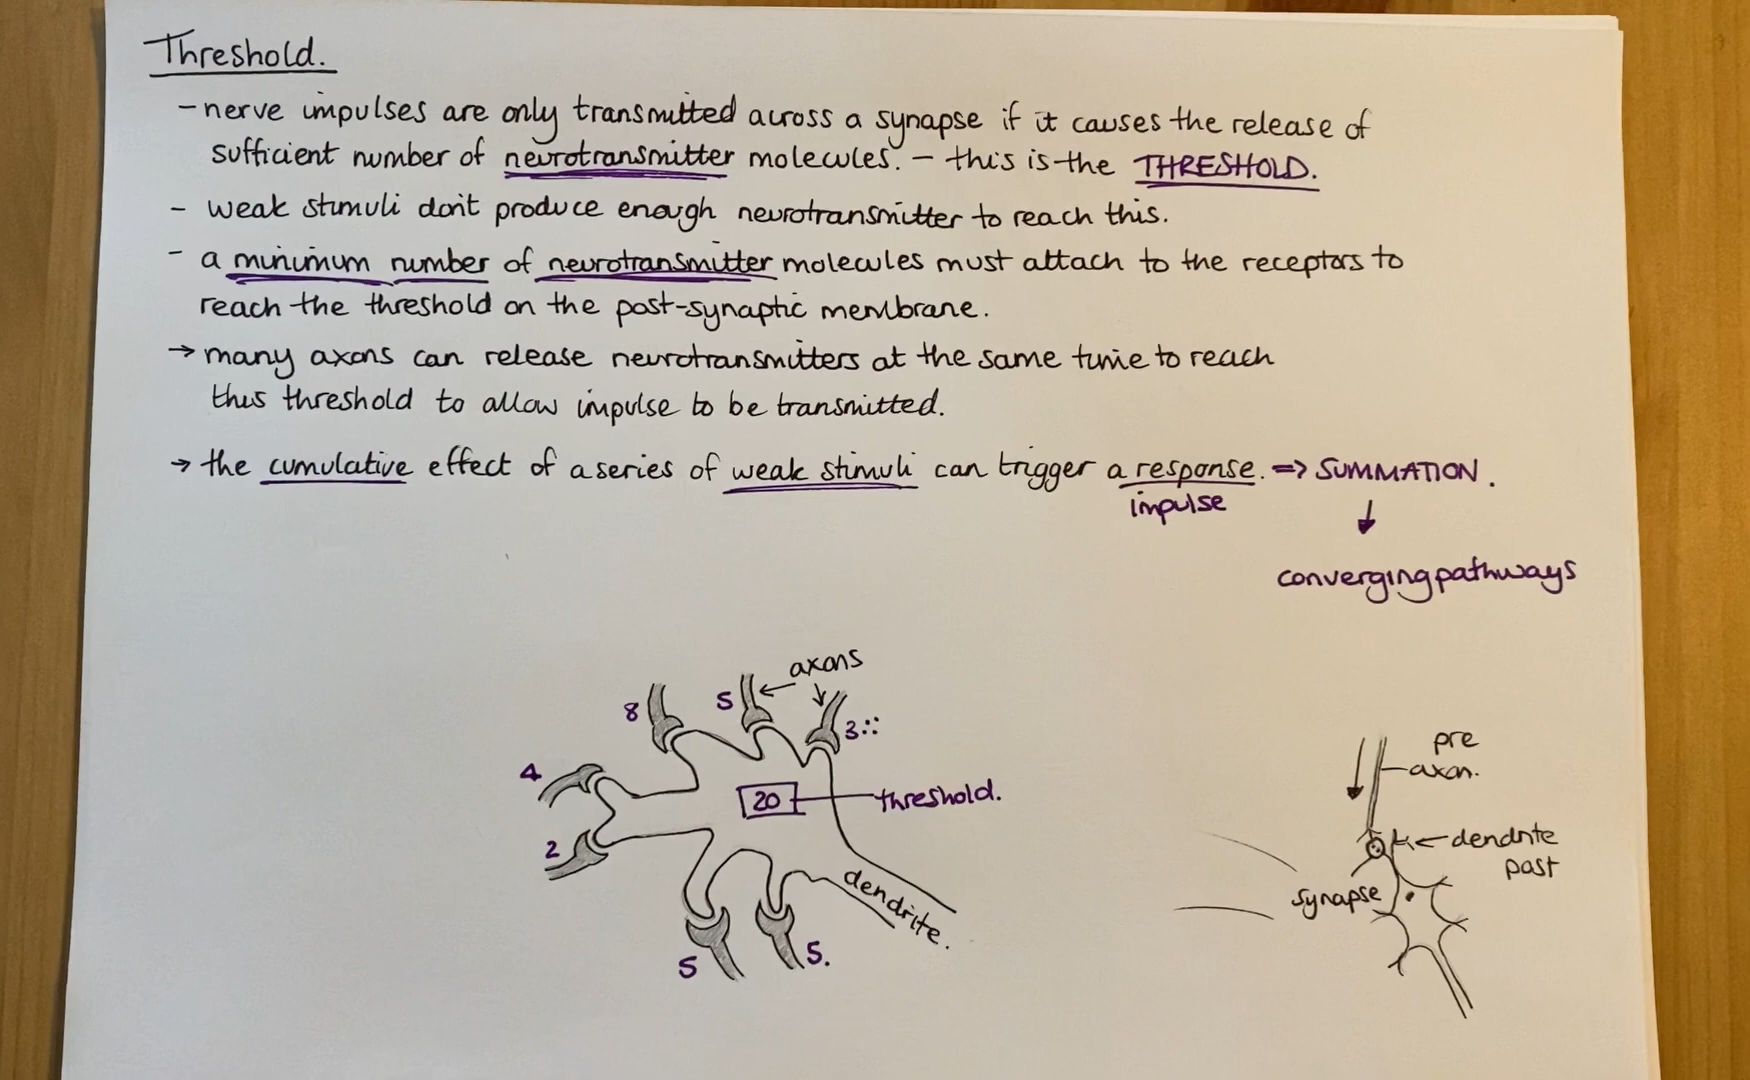 Threshold.
- nerve impulses are only transmitted across a synapse if it causes the release of
sufficient number of neurotransmitter molecules. - this is the THRESHOLD.
- weak stimuli don't produce enough neurotransmitter to reach this.
- a minimum number of neurotransmitter molecules must attach to the receptors to
reach the threshold on the post-synaptic membrane.
→ many axons can release neurotransmitters at the same time to reach
this threshold to allow impulse to be transmitted.
→ the cumulative effect of a series of weak stimuli can trigger a response. => SUMMATION.
impulse
↓
converging pathways
axons
8
5
3::
4
20
threshold.
2
dendrite.
5
5.
pre
axon.
dendrite
post
synapse